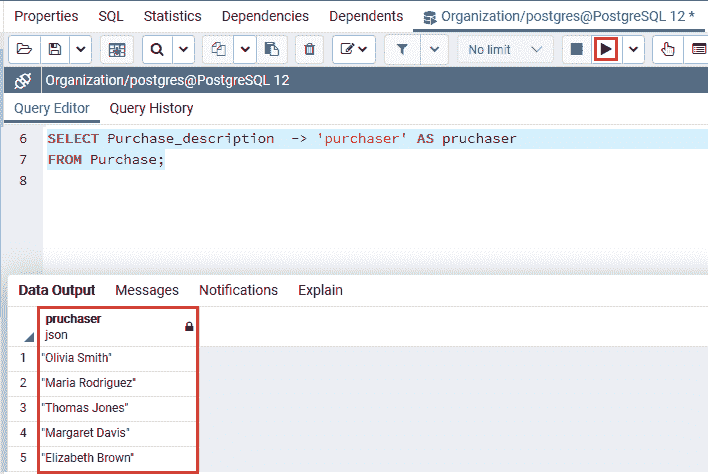 Properties SQL Statistics Dependencies Dependents Organization/postgres@PostgreSQL 12 *
No limit
Organization/postgres@PostgreSQL 12
Query Editor Query History
6 SELECT Purchase_description -> 'purchaser' AS pruchaser
7 FROM Purchase;
8
Data Output Messages Notifications Explain
pruchaser
json
1 "Olivia Smith"
2 "Maria Rodriguez"
3 "Thomas Jones"
4 "Margaret Davis"
5 "Elizabeth Brown"